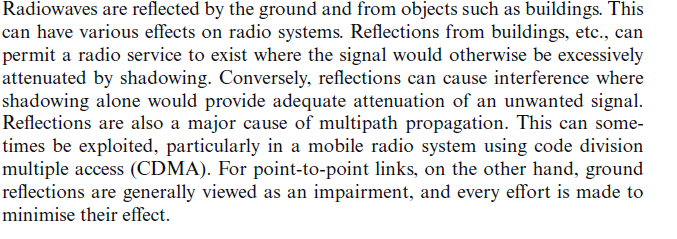 Radiowaves are reflected by the ground and from objects such as buildings. This
can have various effects on radio systems. Reflections from buildings, etc., can
permit a radio service to exist where the signal would otherwise be excessively
attenuated by shadowing. Conversely, reflections can cause interference where
shadowing alone would provide adequate attenuation of an unwanted signal.
Reflections are also a major cause of multipath propagation. This can some-
times be exploited, particularly in a mobile radio system using code division
multiple access (CDMA). For point-to-point links, on the other hand, ground
reflections are generally viewed as an impairment, and every effort is made to
minimise their effect.